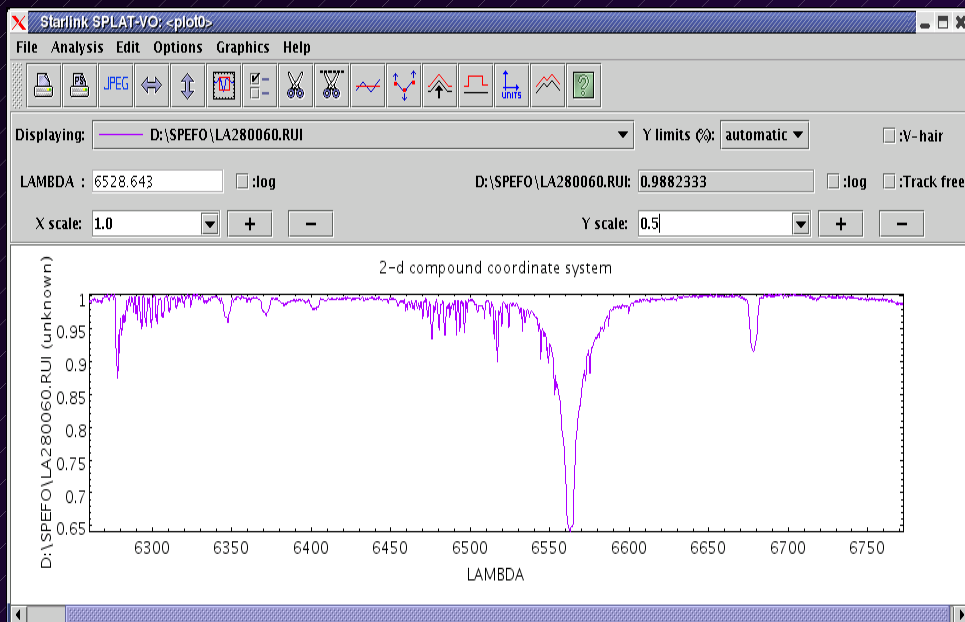 Starlink SPLAT-VO: <plot0>
File Analysis Edit Options Graphics Help
PS JPEG UNITS ?
Displaying: D:\SPEFO\LA280060.RUI Y limits (%): automatic :V-hair
LAMBDA : 6528.643 :log D:\SPEFO\LA280060.RUI: 0.9882333 :log :Track free
X scale: 1.0 + − Y scale: 0.5 + −
2-d compound coordinate system
D:\SPEFO\LA280060.RUI (unknown)
1
0.95
0.9
0.85
0.8
0.75
0.7
0.65
6300 6350 6400 6450 6500 6550 6600 6650 6700 6750
LAMBDA